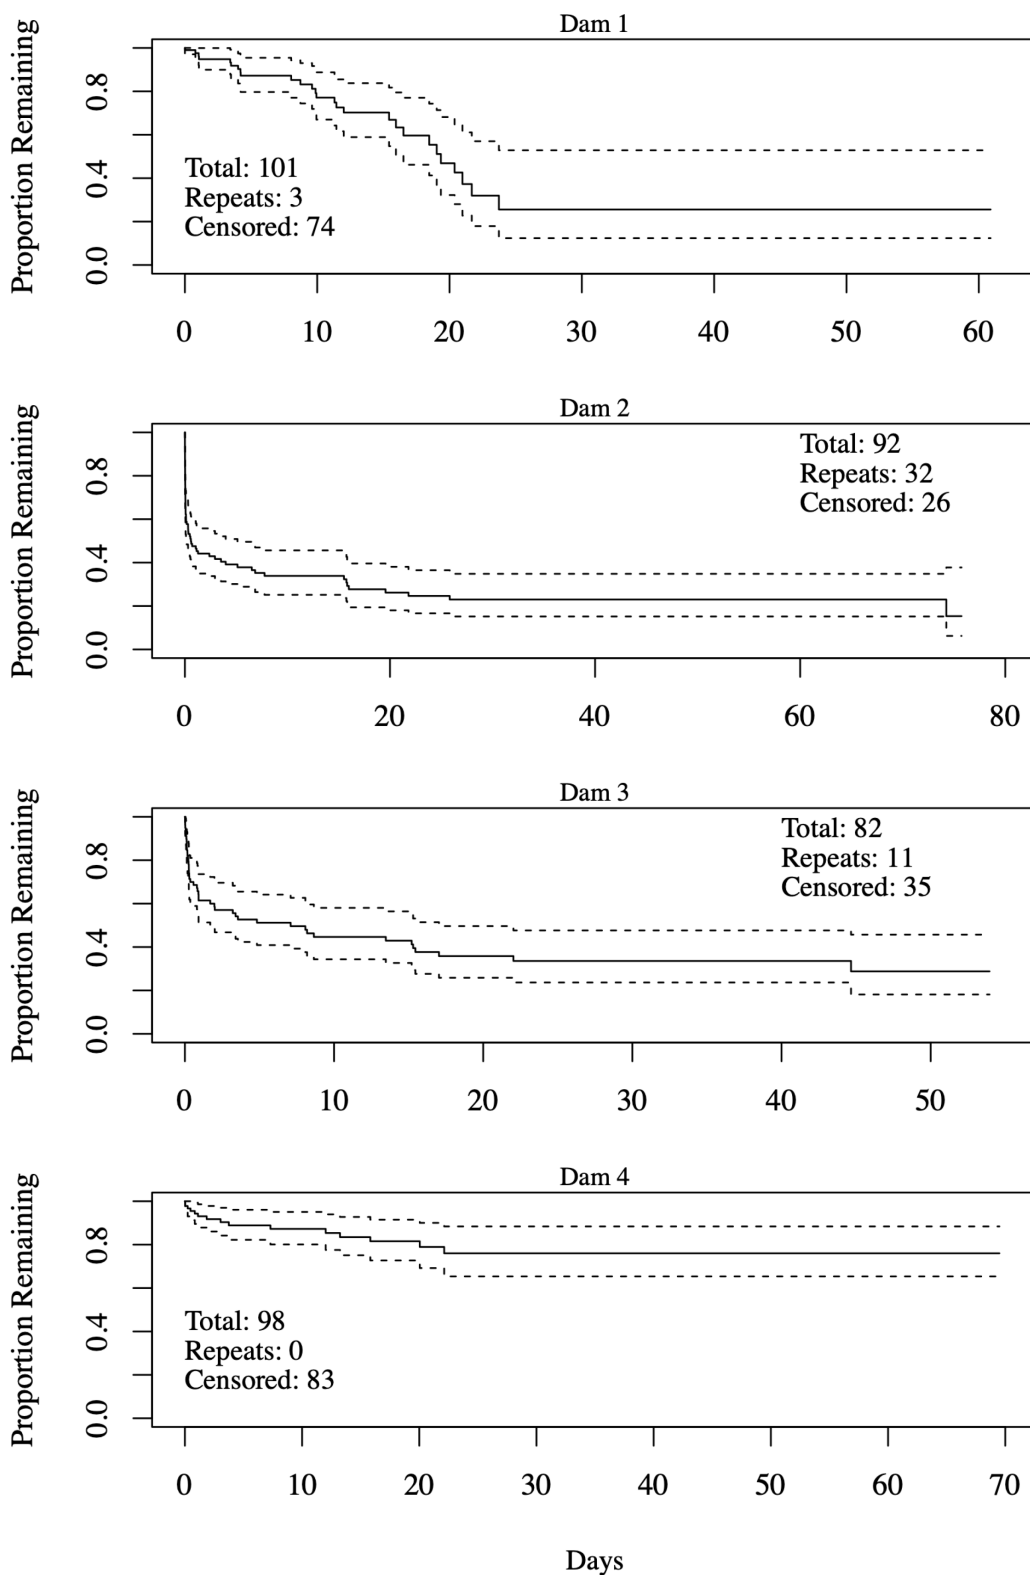 Dam 1
Proportion Remaining
0.8
0.4
0.0
Total: 101
Repeats: 3
Censored: 74
0 10 20 30 40 50 60
Dam 2
Proportion Remaining
0.8
0.4
0.0
Total: 92
Repeats: 32
Censored: 26
0 20 40 60 80
Dam 3
Proportion Remaining
0.8
0.4
0.0
Total: 82
Repeats: 11
Censored: 35
0 10 20 30 40 50
Dam 4
Proportion Remaining
0.8
0.4
0.0
Total: 98
Repeats: 0
Censored: 83
0 10 20 30 40 50 60 70
Days